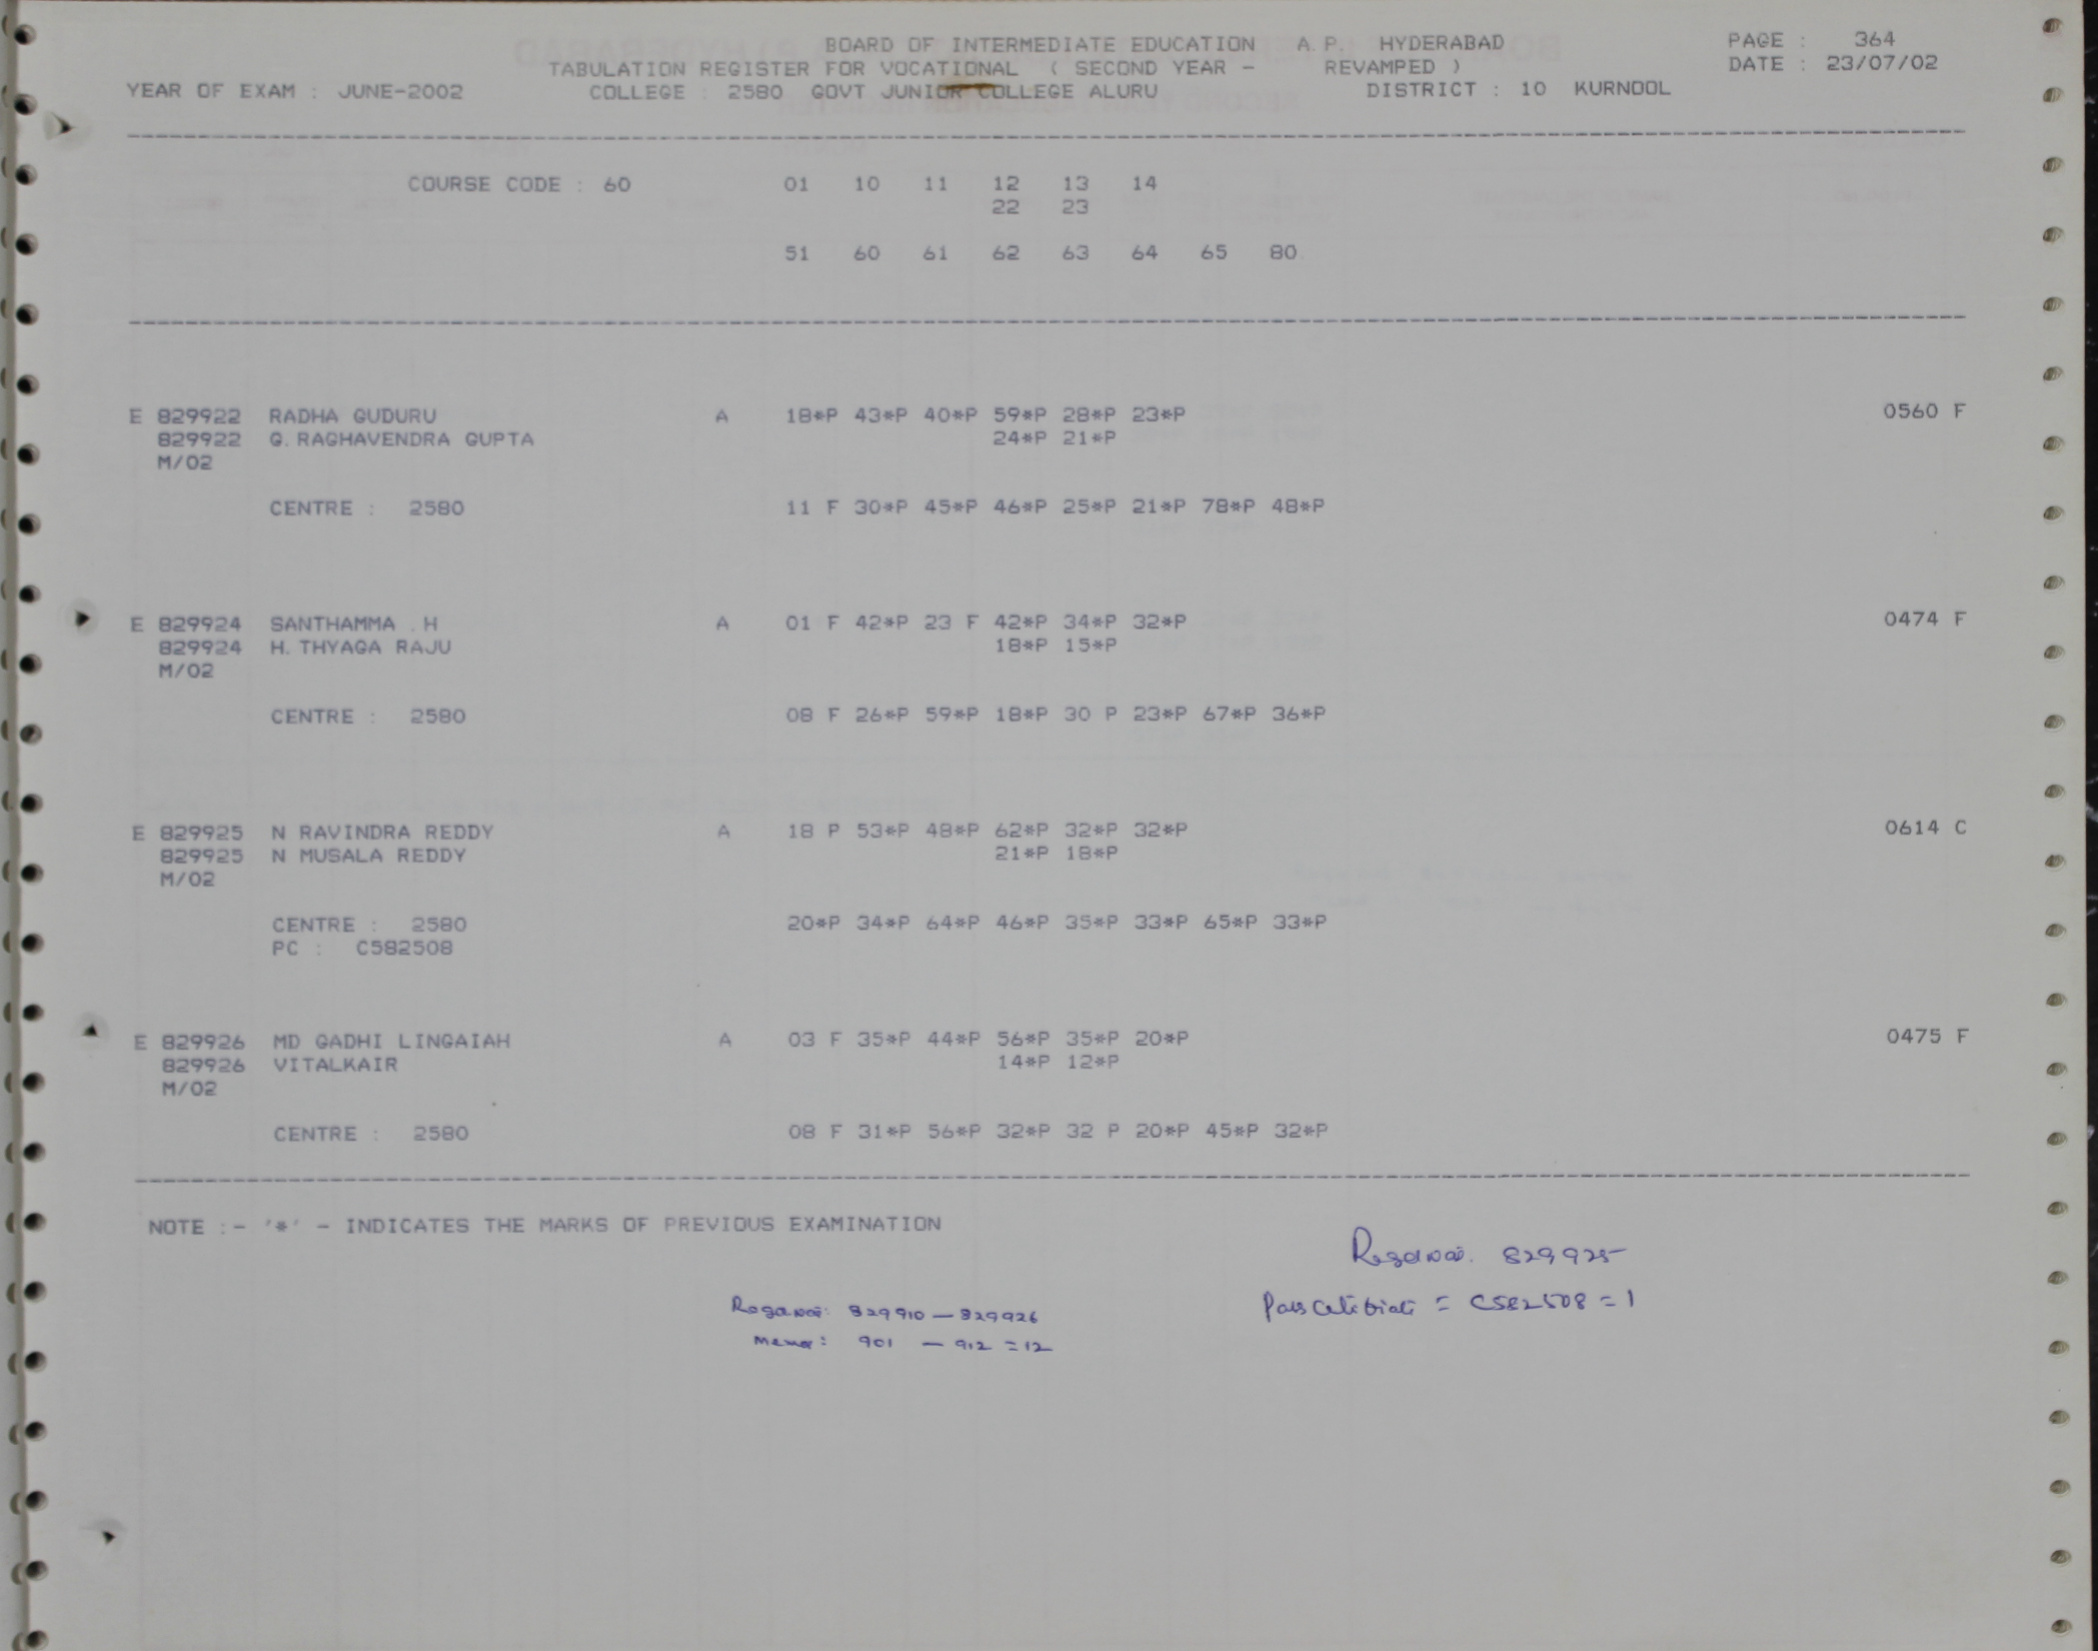 BOARD OF INTERMEDIATE EDUCATION A.P. HYDERABAD PAGE : 364
TABULATION REGISTER FOR VOCATIONAL ( SECOND YEAR - REVAMPED ) DATE : 23/07/02
YEAR OF EXAM : JUNE-2002 COLLEGE : 2580 GOVT JUNIOR COLLEGE ALURU DISTRICT : 10 KURNOOL
COURSE CODE : 60 01 10 11 12 13 14
22 23
51 60 61 62 63 64 65 80
E 829922 RADHA GUDURU A 18*P 43*P 40*P 59*P 28*P 23*P 0560 F
829922 G.RAGHAVENDRA GUPTA 24*P 21*P
M/02
CENTRE : 2580 11 F 30*P 45*P 46*P 25*P 21*P 78*P 48*P
E 829924 SANTHAMMA .H A 01 F 42*P 23 F 42*P 34*P 32*P 0474 F
829924 H. THYAGA RAJU 18*P 15*P
M/02
CENTRE : 2580 08 F 26*P 59*P 18*P 30 P 23*P 67*P 36*P
E 829925 N RAVINDRA REDDY A 18 P 53*P 48*P 62*P 32*P 32*P 0614 C
829925 N MUSALA REDDY 21*P 18*P
M/02
CENTRE : 2580 20*P 34*P 64*P 46*P 35*P 33*P 65*P 33*P
PC : C582508
E 829926 MD GADHI LINGAIAH A 03 F 35*P 44*P 56*P 35*P 20*P 0475 F
829926 VITALKAIR 14*P 12*P
M/02
CENTRE : 2580 08 F 31*P 56*P 32*P 32 P 20*P 45*P 32*P
NOTE :- '*' - INDICATES THE MARKS OF PREVIOUS EXAMINATION
829925
829910 — 829926
Pass = C582508 = 1
901 — 912 = 12